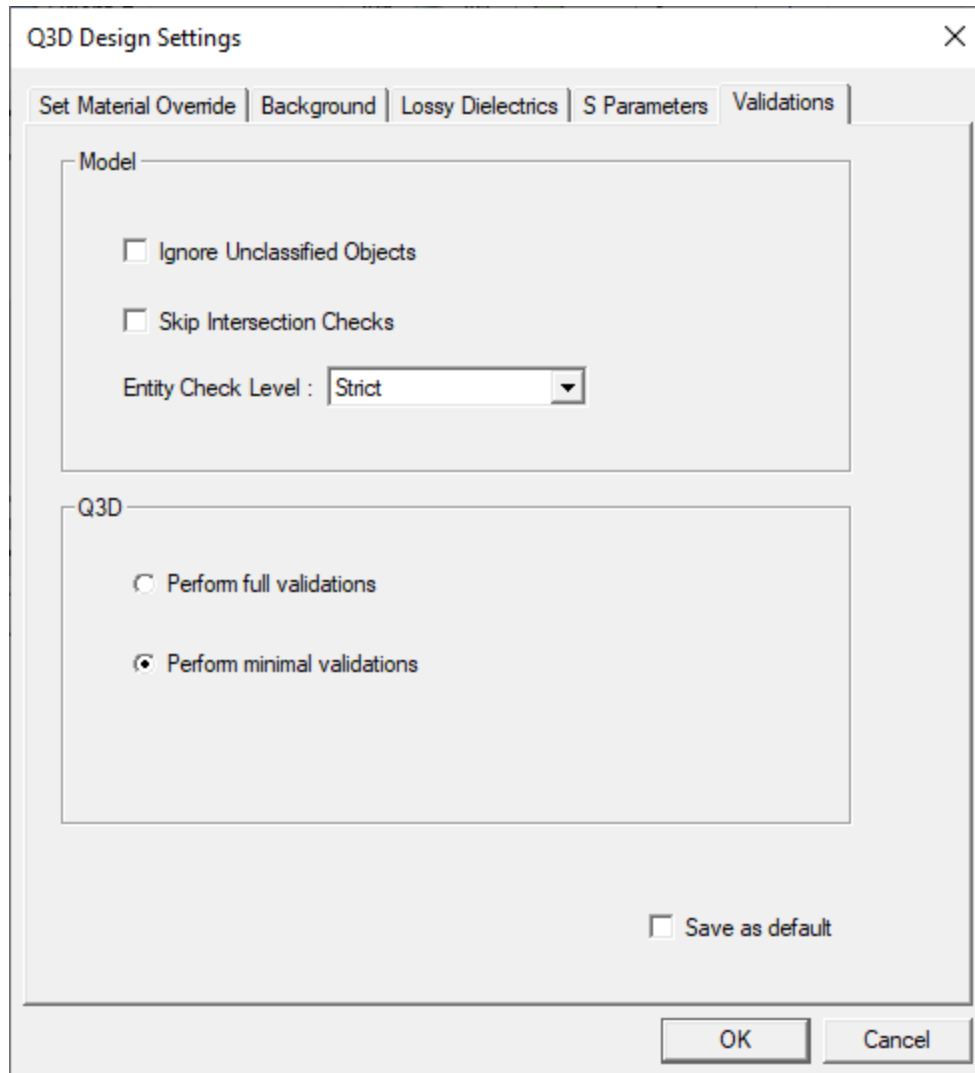 Q3D Design Settings
Set Material Override Background Lossy Dielectrics S Parameters Validations
Model
Ignore Unclassified Objects
Skip Intersection Checks
Entity Check Level : Strict
Q3D
Perform full validations
Perform minimal validations
Save as default
OK Cancel